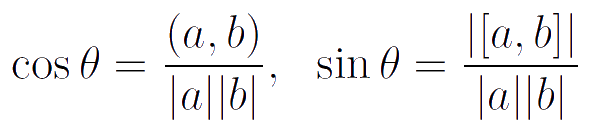 cos θ = (a, b) / |a||b|, sin θ = |[a, b]| / |a||b|